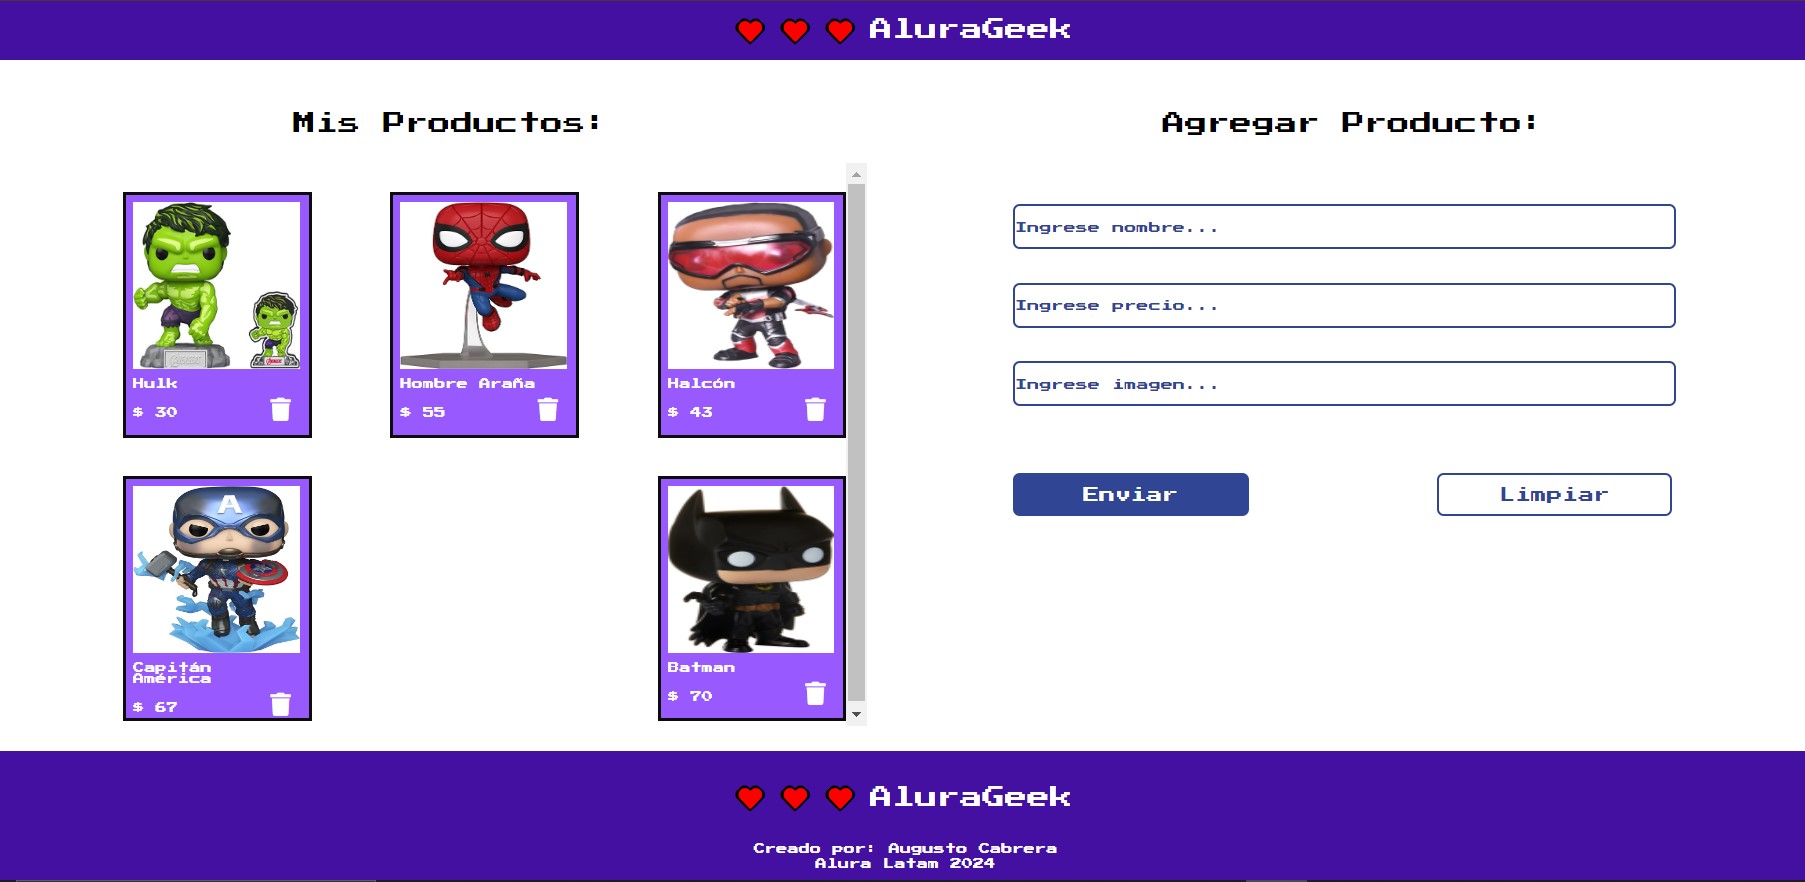 AluraGeek
Mis Productos:
Hulk
$ 30
Hombre Araña
$ 55
Halcón
$ 43
A
Capitán
América
$ 67
Batman
$ 70
Agregar Producto:
Ingrese nombre...
Ingrese precio...
Ingrese imagen...
Enviar
Limpiar
AluraGeek
Creado por: Augusto Cabrera
Alura Latam 2024